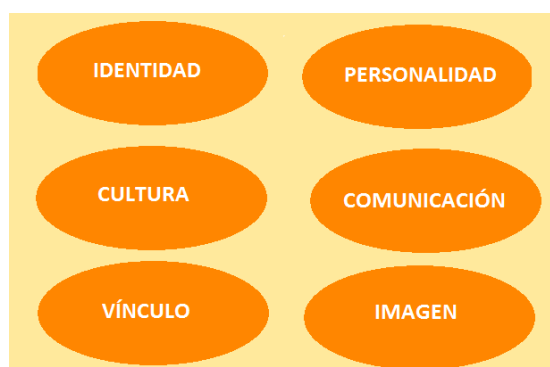 IDENTIDAD
PERSONALIDAD
CULTURA
COMUNICACIÓN
VÍNCULO
IMAGEN